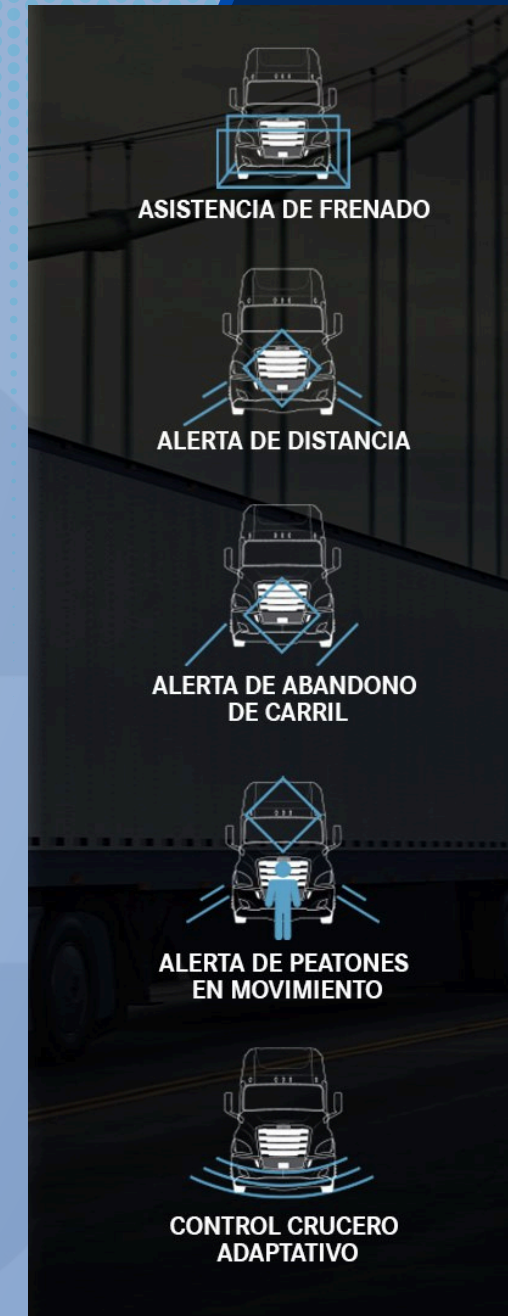 ASISTENCIA DE FRENADO
ALERTA DE DISTANCIA
ALERTA DE ABANDONO
DE CARRIL
ALERTA DE PEATONES
EN MOVIMIENTO
CONTROL CRUCERO
ADAPTATIVO